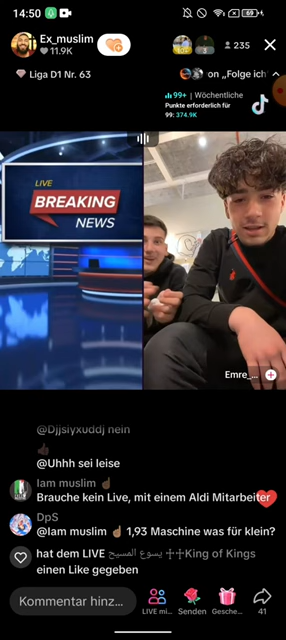 14:50
69
Ex_muslim
11.9K
235
Liga D1 Nr. 63
on „Folge ich
99+ | Wöchentliche
Punkte erforderlich für
99: 374.9K
LIVE
BREAKING
NEWS
Emre_...
@Djjsiyxuddj nein
@Uhhh sei leise
Iam muslim ☝🏿
Brauche kein Live, mit einem Aldi Mitarbeiter
DpS
@Iam muslim ☝🏿 1,93 Maschine was für klein?
hat dem LIVE يسوع المسيح ✝✝King of Kings
einen Like gegeben
Kommentar hinz...
LIVE mi...
Senden
Gesche...
41